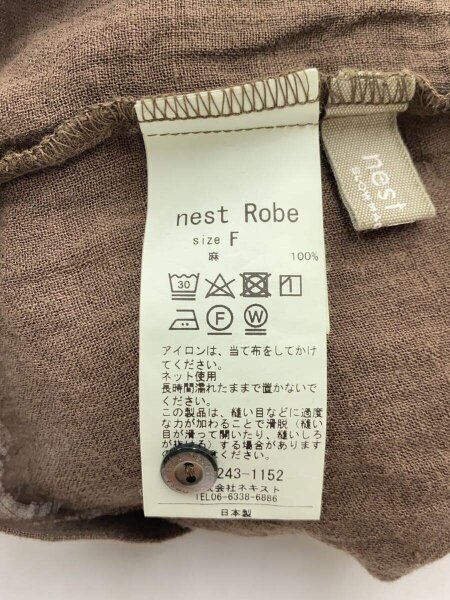 nest Robe
size F
麻 100%
30
F W
アイロンは、当て布をしてかけ
てください。
ネット使用
長時間濡れたままで置かないで
ください。
この製品は、縫い目などに過度
な力が加わることで滑脱(縫い
目が滑って開いたり、縫いしろ
する場合があります
243-1152
会社ネキスト
TEL06-6338-6886
日本製
nest